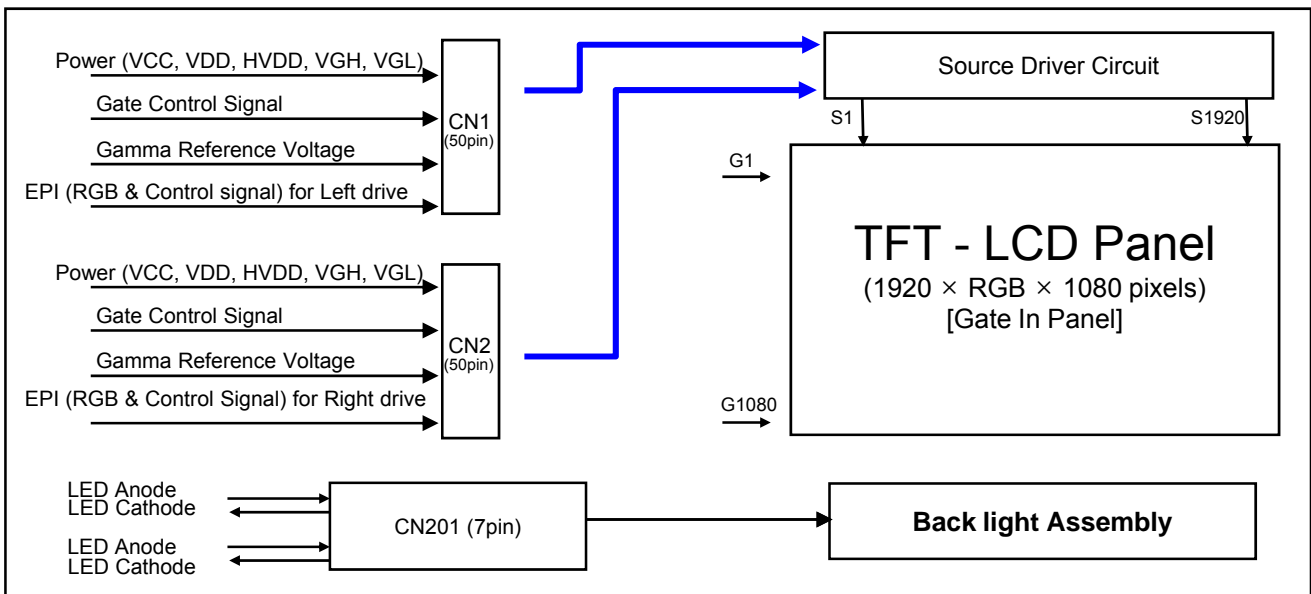 Power (VCC, VDD, HVDD, VGH, VGL)
Gate Control Signal
Gamma Reference Voltage
EPI (RGB & Control signal) for Left drive
CN1
(50pin)
Source Driver Circuit
S1
S1920
G1
TFT - LCD Panel
(1920 × RGB × 1080 pixels)
[Gate In Panel]
G1080
Power (VCC, VDD, HVDD, VGH, VGL)
Gate Control Signal
Gamma Reference Voltage
EPI (RGB & Control Signal) for Right drive
CN2
(50pin)
LED Anode
LED Cathode
LED Anode
LED Cathode
CN201 (7pin)
Back light Assembly